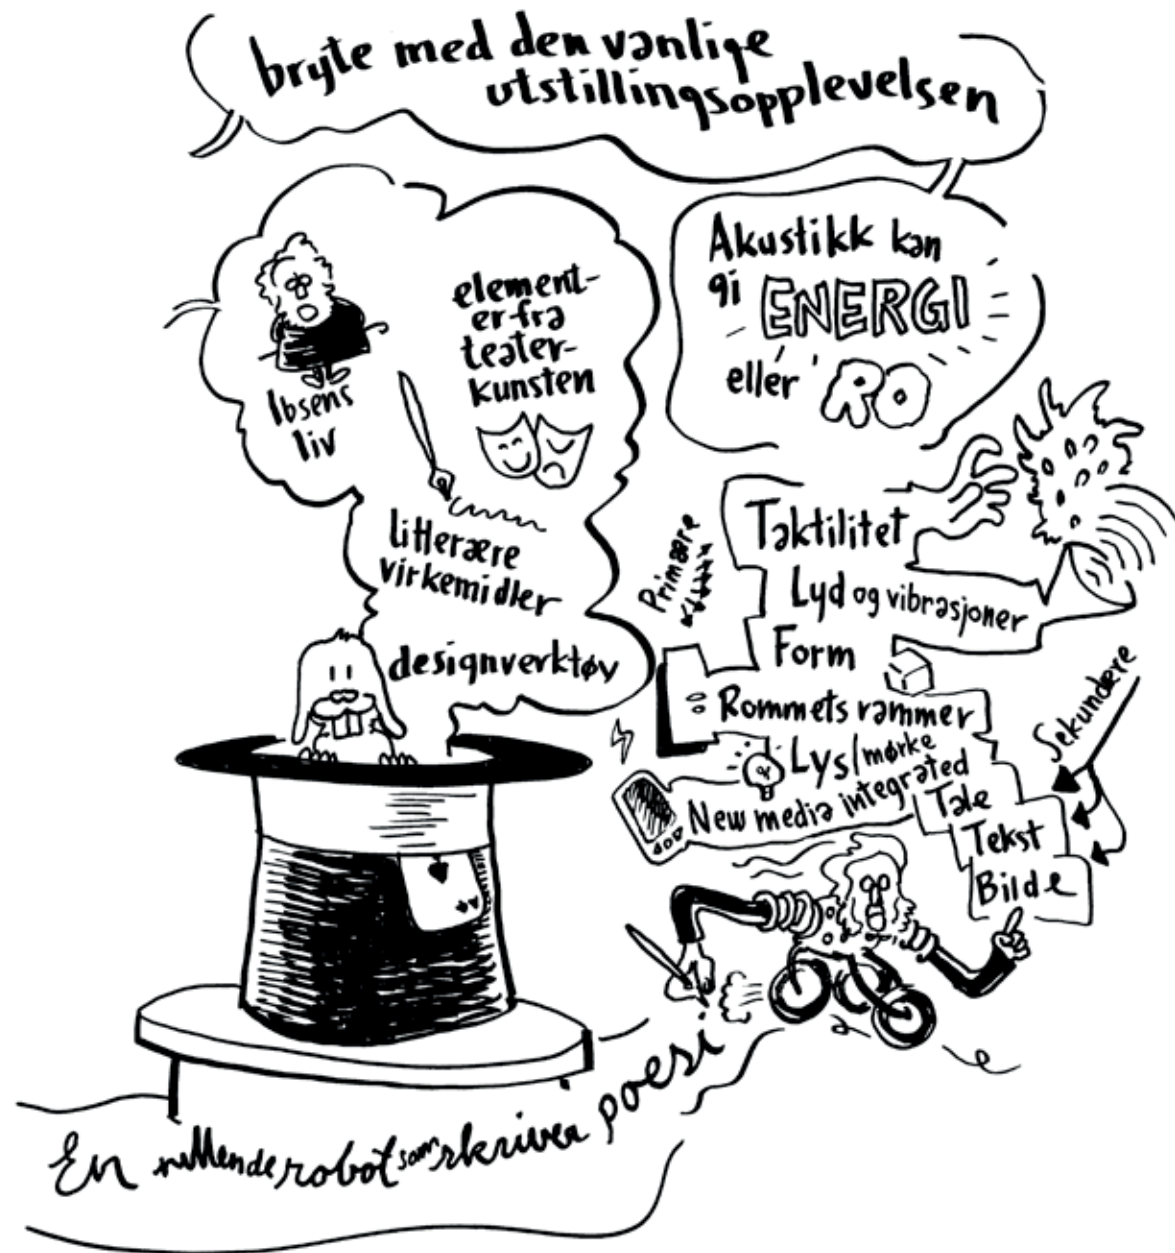 bryte med den vanlige
utstillingsopplevelsen
Ibsens
liv
element-
er fra
teater-
kunsten
litterære
virkemidler
designverktøy
Akustikk kan
gi ENERGI
eller RO
Primære
Taktilitet
Lyd og vibrasjoner
Form
Rommets rammer
Lys/mørke
New media integrated
Sekundere
Tale
Tekst
Bilde
En rullende robot som skriver poesi